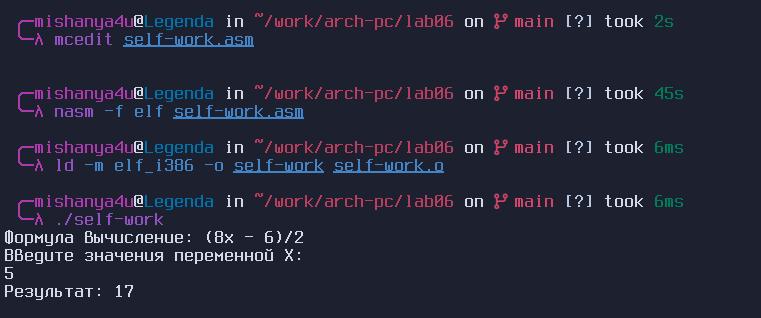 mishanya4u@Legenda in ~/work/arch-pc/lab06 on main [?] took 2s
λ mcedit self-work.asm
mishanya4u@Legenda in ~/work/arch-pc/lab06 on main [?] took 45s
λ nasm -f elf self-work.asm
mishanya4u@Legenda in ~/work/arch-pc/lab06 on main [?] took 6ms
λ ld -m elf_i386 -o self-work self-work.o
mishanya4u@Legenda in ~/work/arch-pc/lab06 on main [?] took 6ms
λ ./self-work
Формула Вычисление: (8x - 6)/2
ВВедите значения переменной X:
5
Результат: 17